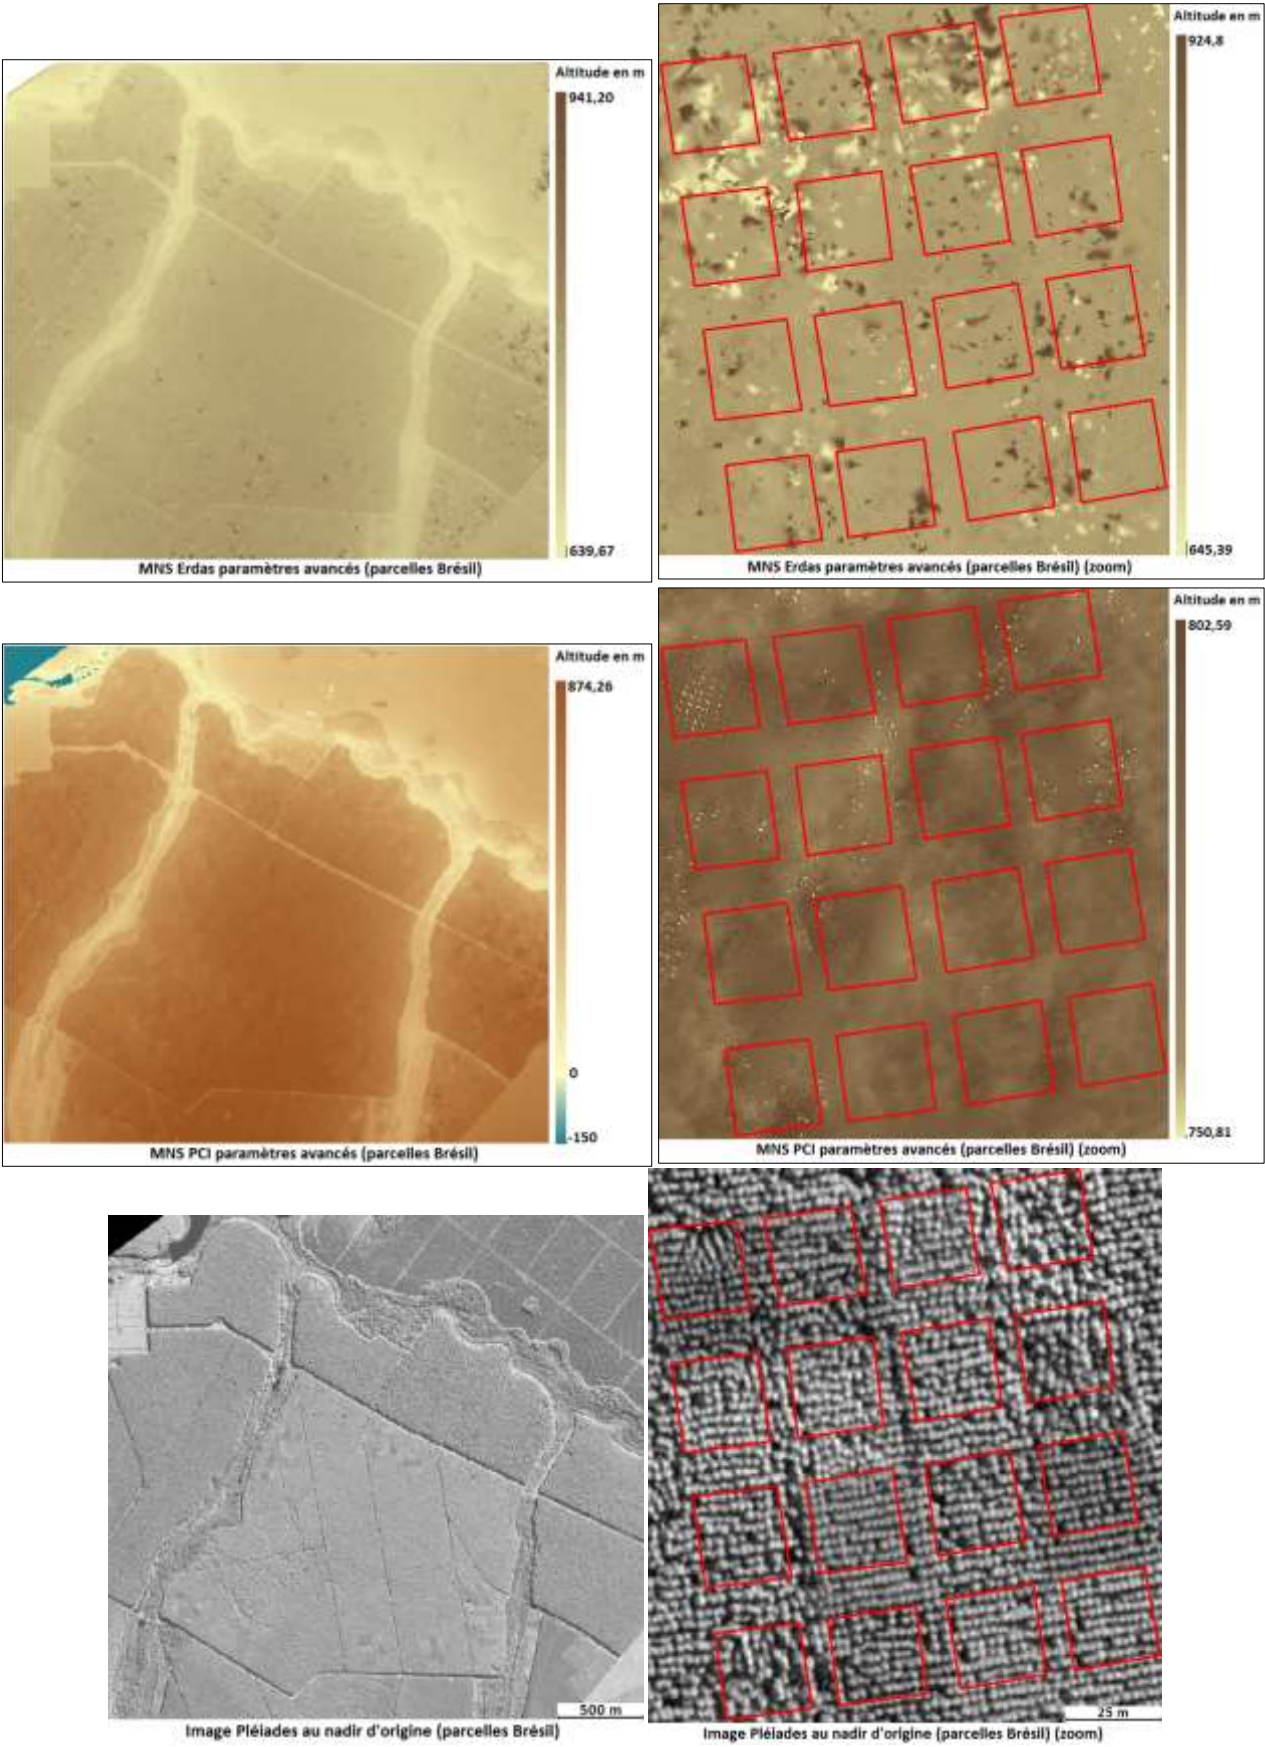 Altitude en m
941,20
639,67
MNS Erdas paramètres avancés (parcelles Brésil)
Altitude en m
924,8
645,39
MNS Erdas paramètres avancés (parcelles Brésil) (zoom)
Altitude en m
874,26
0
-150
MNS PCI paramètres avancés (parcelles Brésil)
Altitude en m
802,59
750,81
MNS PCI paramètres avancés (parcelles Brésil) (zoom)
500 m
Image Pléiades au nadir d'origine (parcelles Brésil)
25 m
Image Pléiades au nadir d'origine (parcelles Brésil) (zoom)